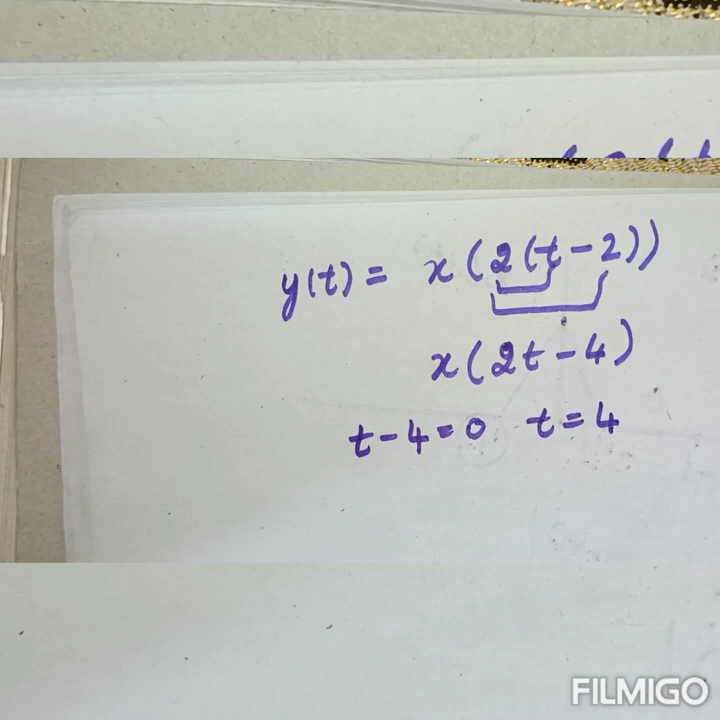 y(t) = x(2(t-2))
x(2t-4)
t-4=0 t=4
FILMIGO